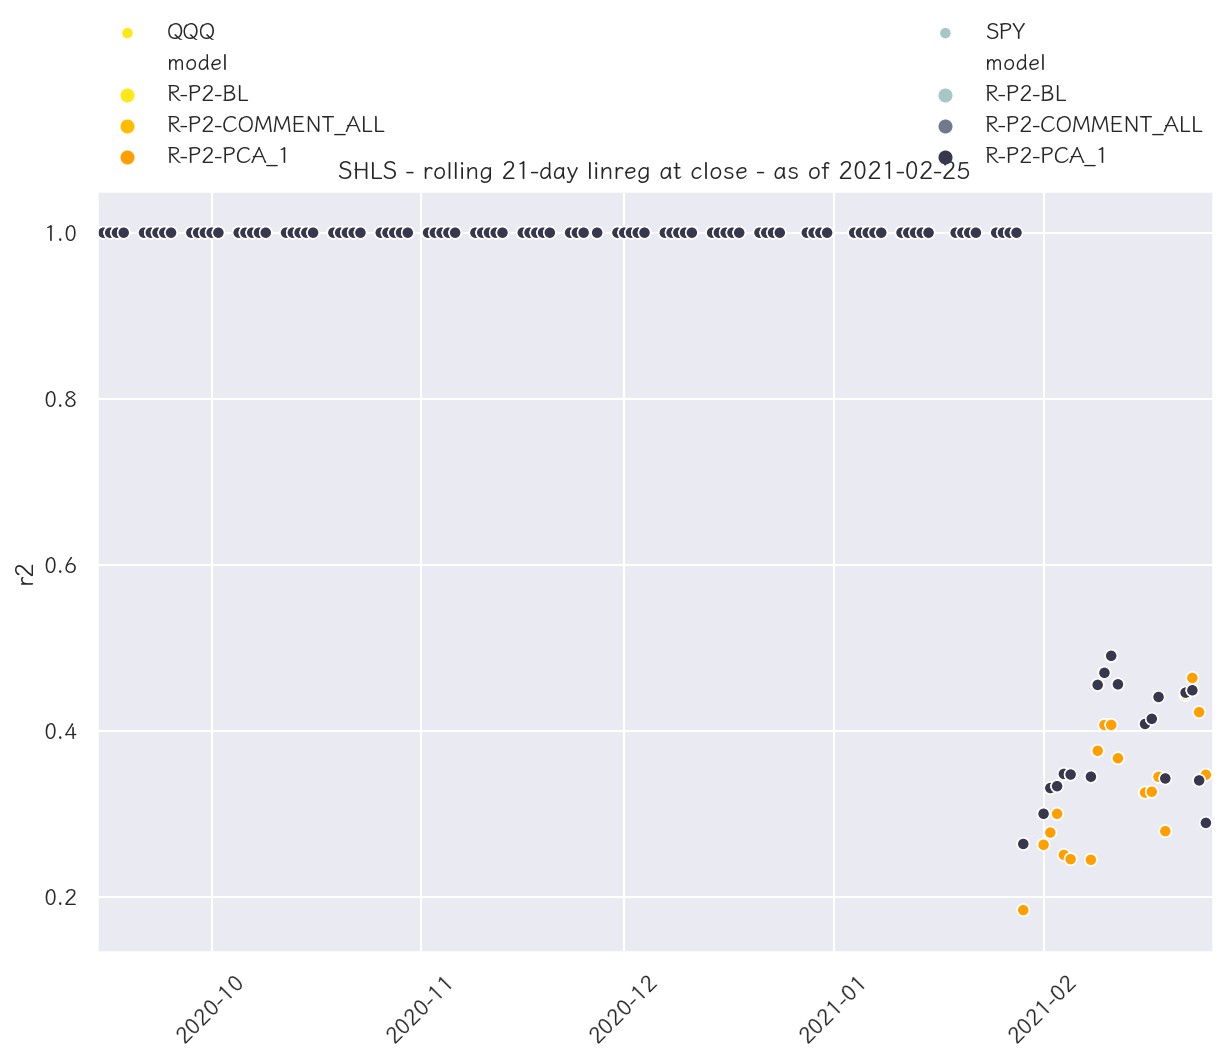 QQQ
model
R-P2-BL
R-P2-COMMENT_ALL
R-P2-PCA_1
SPY
model
R-P2-BL
R-P2-COMMENT_ALL
R-P2-PCA_1
SHLS - rolling 21-day linreg at close - as of 2021-02-25
1.0
0.8
0.6
0.4
0.2
r2
2020-10
2020-11
2020-12
2021-01
2021-02